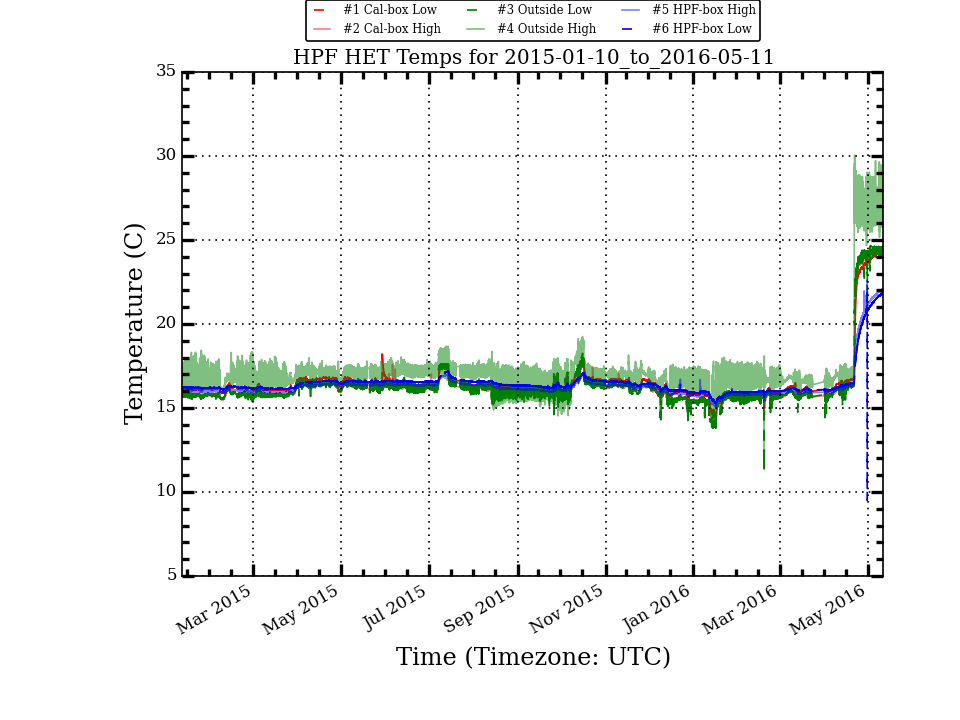 #1 Cal-box Low #3 Outside Low #5 HPF-box High
#2 Cal-box High #4 Outside High #6 HPF-box Low
HPF HET Temps for 2015-01-10_to_2016-05-11
35
30
25
20
15
10
5
Temperature (C)
Mar 2015 May 2015 Jul 2015 Sep 2015 Nov 2015 Jan 2016 Mar 2016 May 2016
Time (Timezone: UTC)